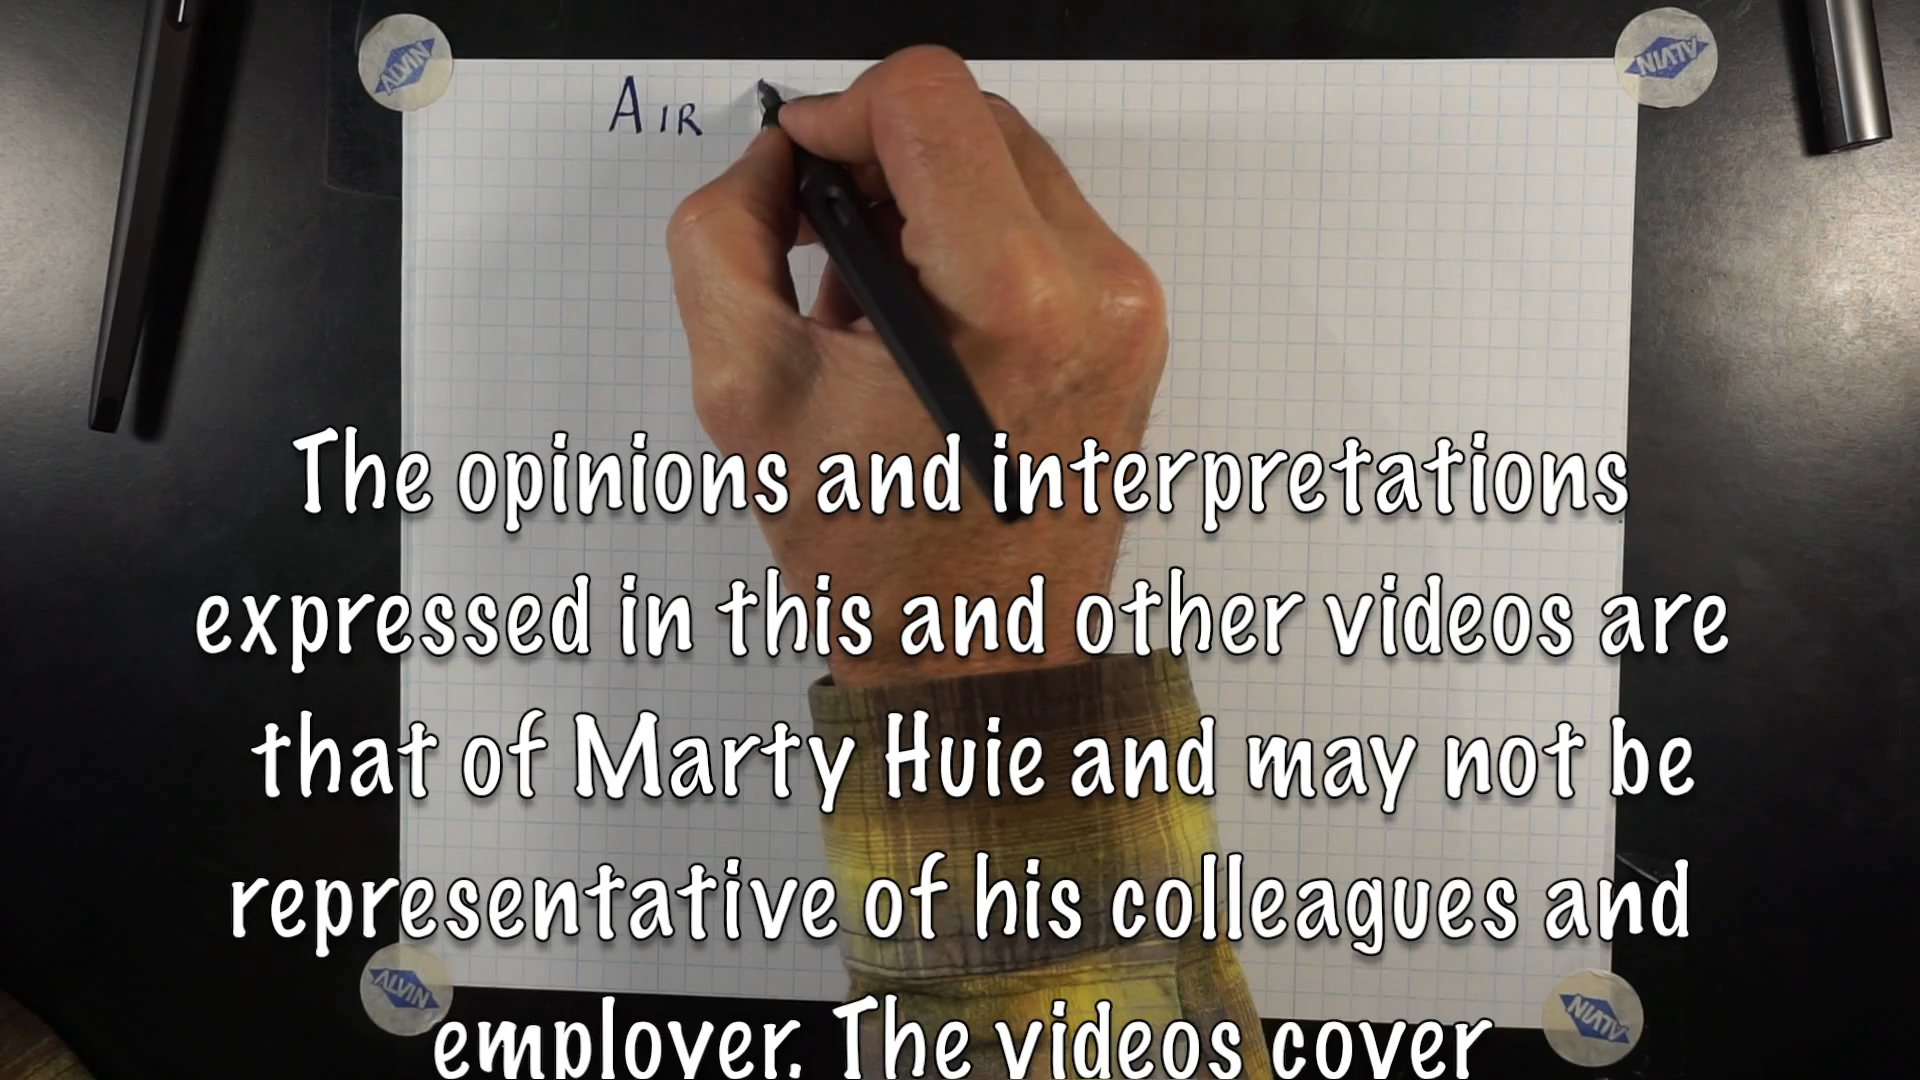 ALVIN
ALVIN
AIR
The opinions and interpretations
expressed in this and other videos are
that of Marty Huie and may not be
representative of his colleagues and
employer. The videos cover
ALVIN
ALVIN